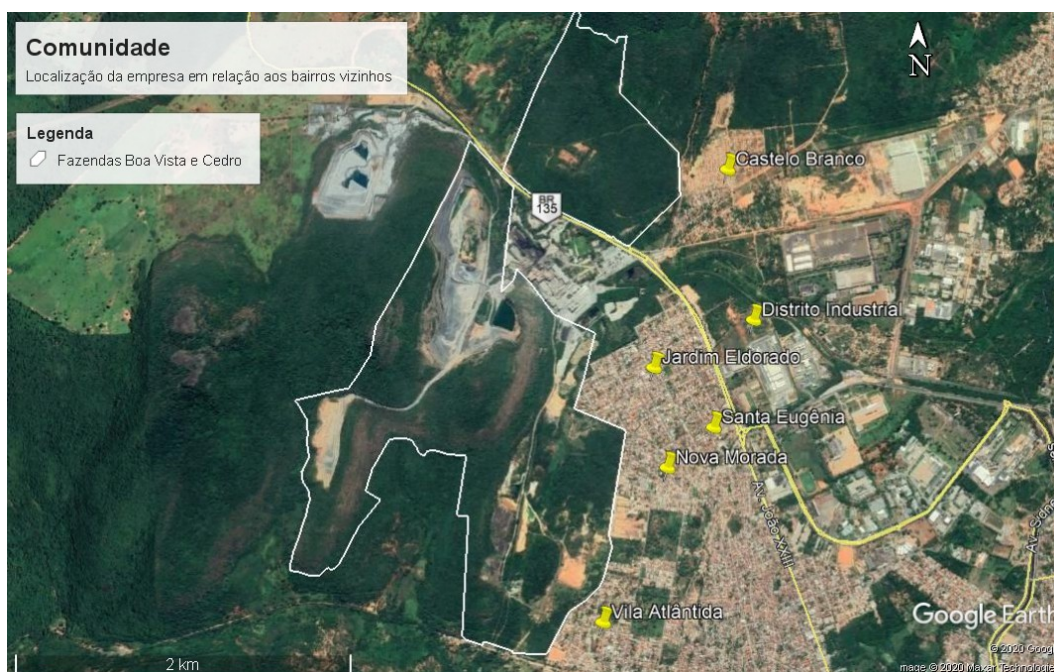 Comunidade
Localização da empresa em relação aos bairros vizinhos
Legenda
Fazendas Boa Vista e Cedro
N
Castelo Branco
BR
135
Distrito Industrial
Jardim Eldorado
Santa Eugênia
Nova Morada
Av. João XXIII
Vila Atlântida
Google Earth
2 km
© 2020 Google
mage © 2020 Maxar Technologie